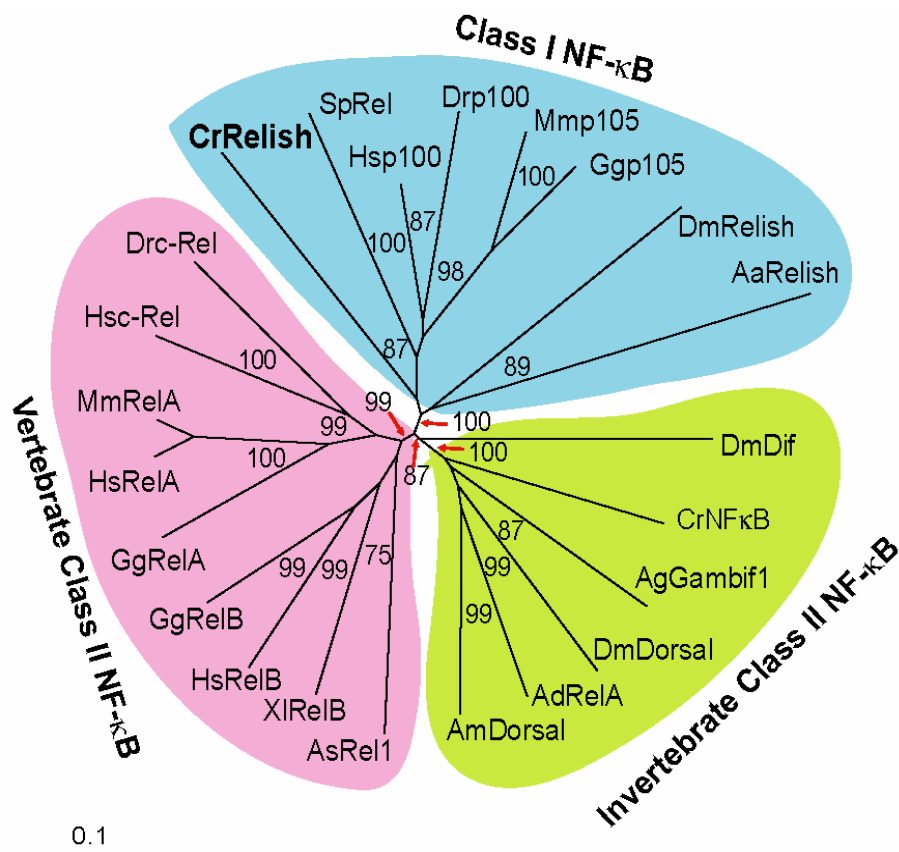 Class I NF-κB
CrRelish
SpRel
Hsp100
Drp100
Mmp105
Ggp105
DmRelish
AaRelish
100
87
98
100
87
89
Vertebrate Class II NF-κB
Drc-Rel
Hsc-Rel
MmRelA
HsRelA
GgRelA
GgRelB
HsRelB
XlRelB
AsRel1
100
99
99
100
99
99
75
87
100
100
Invertebrate Class II NF-κB
DmDif
CrNFκB
AgGambif1
DmDorsal
AdRelA
AmDorsal
87
99
99
0.1